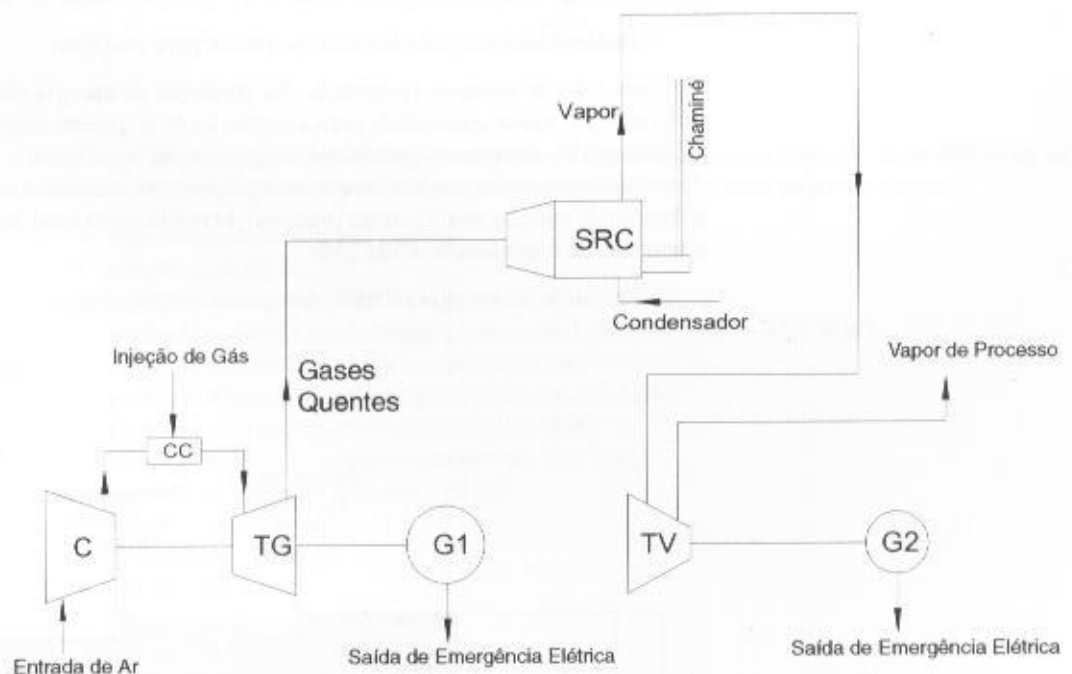 Vapor
Chaminé
SRC
Condensador
Injeção de Gás
Gases
Quentes
Vapor de Processo
CC
C
TG
G1
TV
G2
Entrada de Ar
Saída de Emergência Elétrica
Saída de Emergência Elétrica